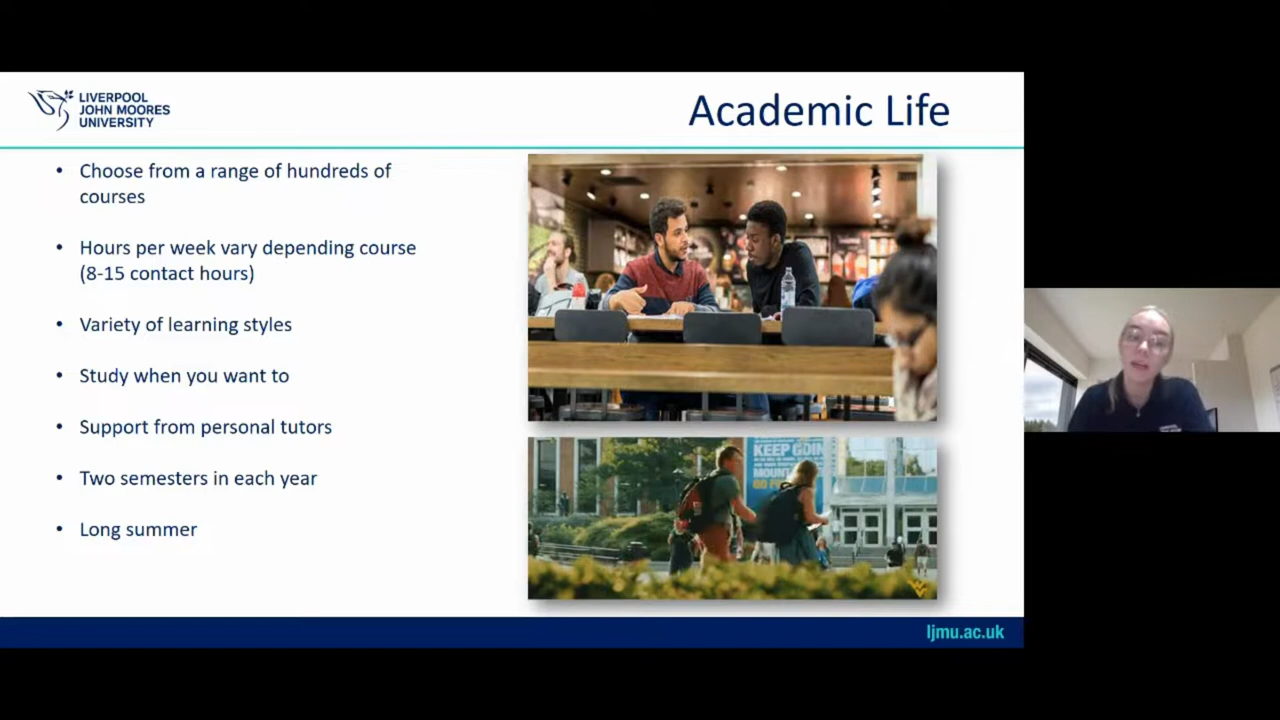 LIVERPOOL
JOHN MOORES
UNIVERSITY
Academic Life
• Choose from a range of hundreds of
courses
• Hours per week vary depending course
(8-15 contact hours)
• Variety of learning styles
• Study when you want to
• Support from personal tutors
• Two semesters in each year
• Long summer
KEEP GOIN
MOUNT
ljmu.ac.uk